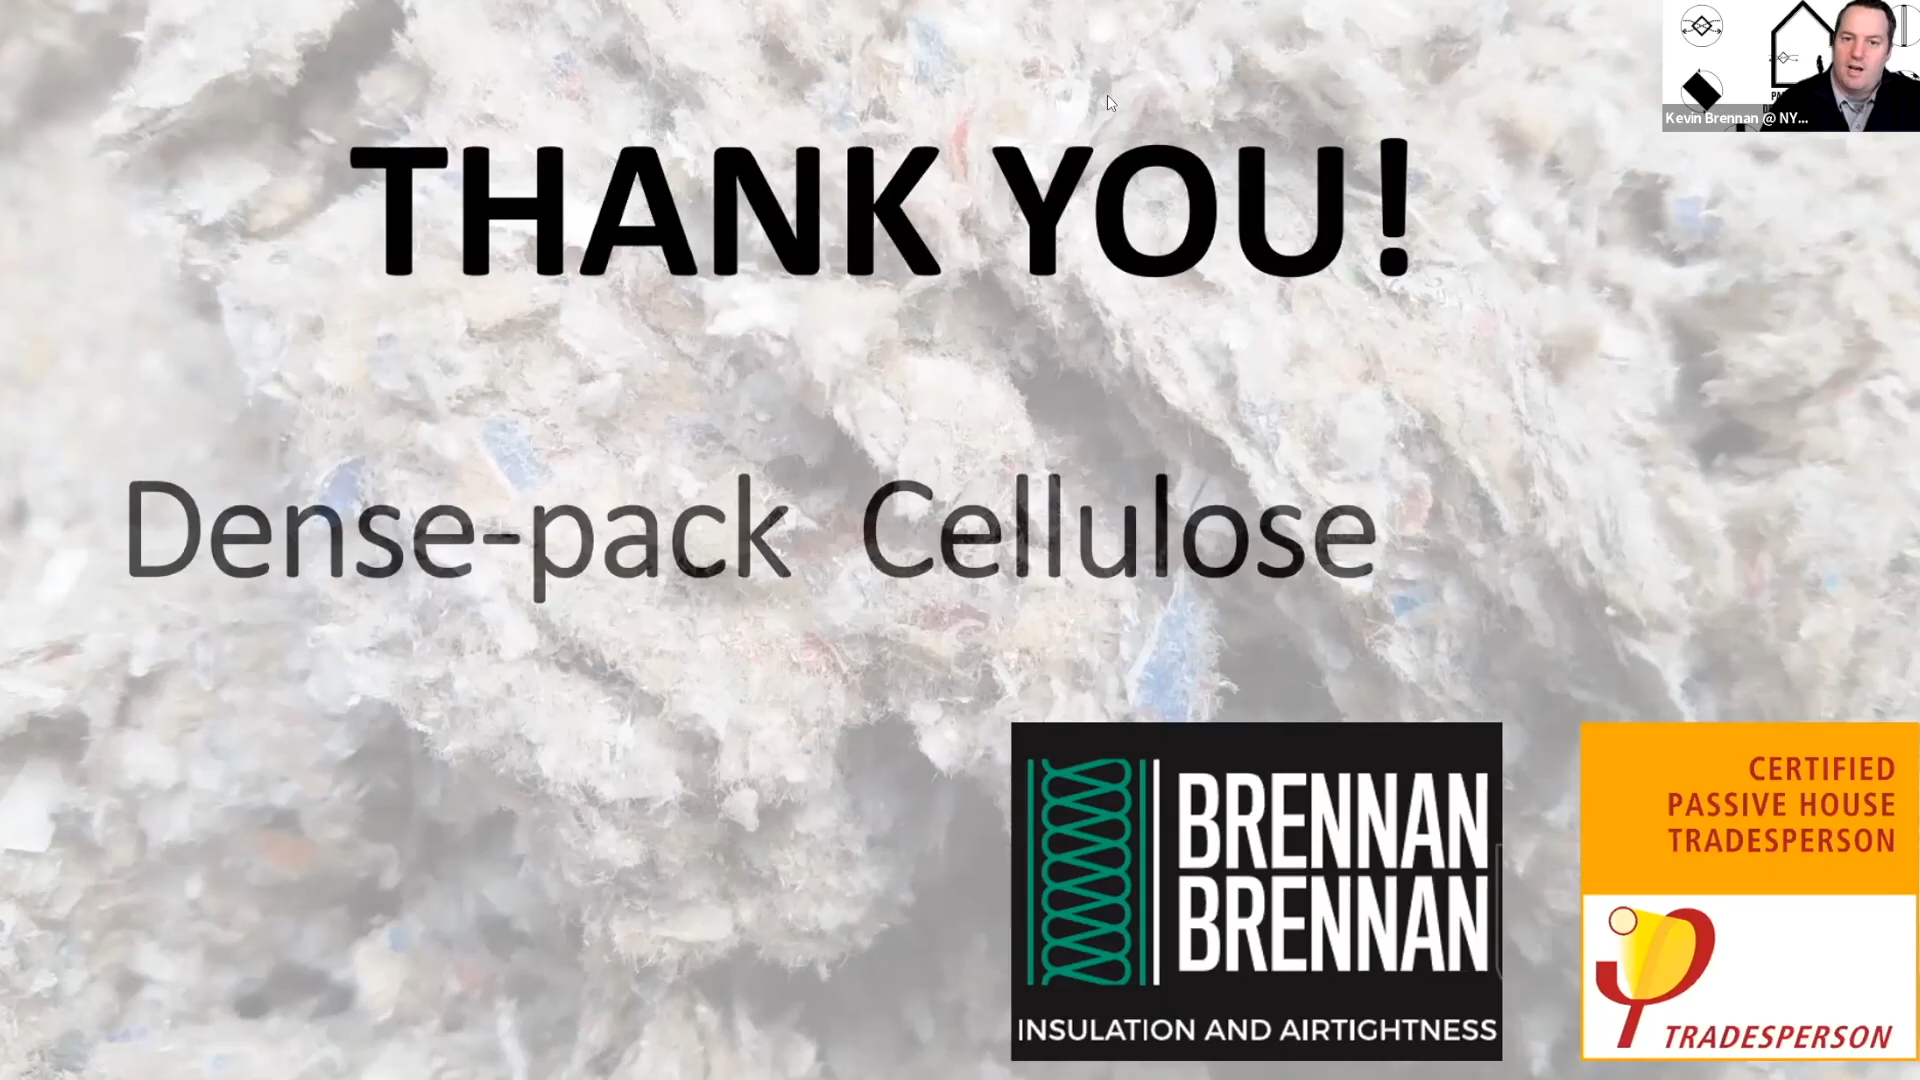 Kevin Brennan @ NY...
THANK YOU!
Dense-pack Cellulose
BRENNAN
BRENNAN
INSULATION AND AIRTIGHTNESS
CERTIFIED
PASSIVE HOUSE
TRADESPERSON
TRADESPERSON